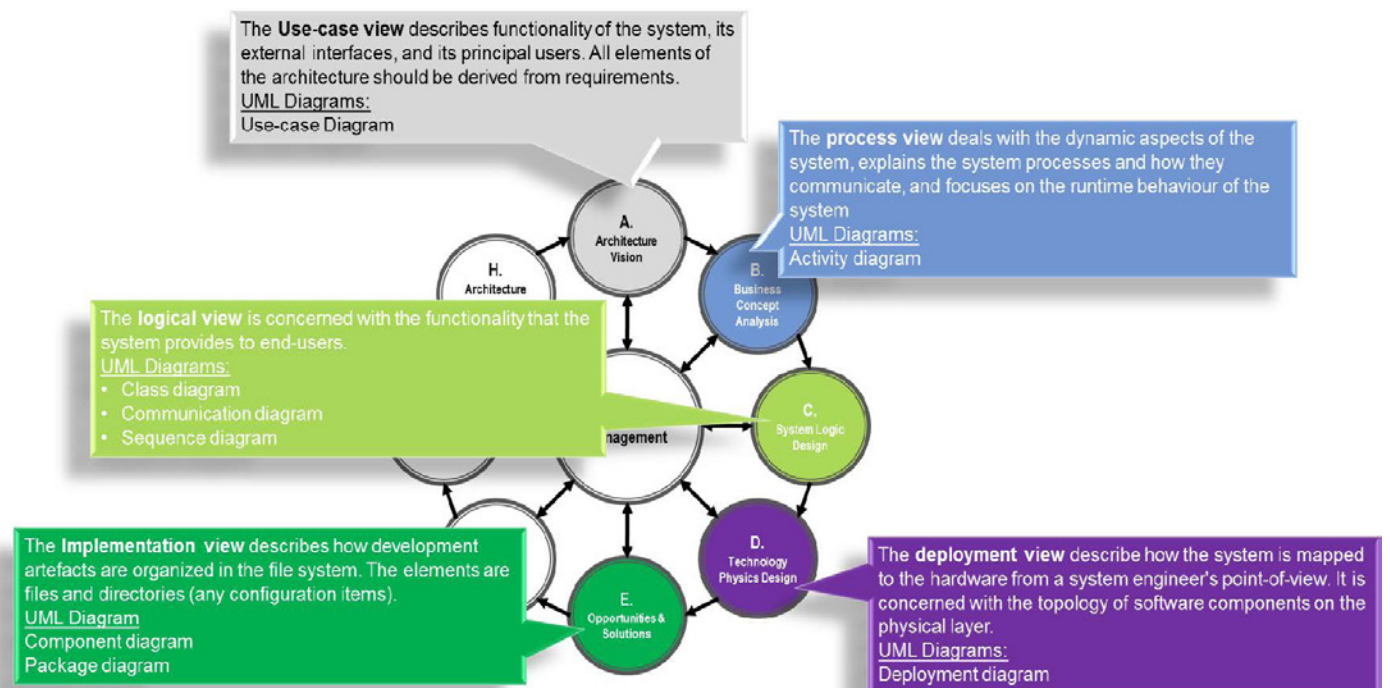 The Use-case view describes functionality of the system, its
external interfaces, and its principal users. All elements of
the architecture should be derived from requirements.
UML Diagrams:
Use-case Diagram
The process view deals with the dynamic aspects of the
system, explains the system processes and how they
communicate, and focuses on the runtime behaviour of the
system
UML Diagrams:
Activity diagram
A.
Architecture
Vision
H.
Architecture
B.
Business
Concept
Analysis
The logical view is concerned with the functionality that the
system provides to end-users.
UML Diagrams:
• Class diagram
• Communication diagram
• Sequence diagram
nagement
C.
System Logic
Design
The Implementation view describes how development
artefacts are organized in the file system. The elements are
files and directories (any configuration items).
UML Diagram
Component diagram
Package diagram
E.
Opportunities &
Solutions
D.
Technology
Physics Design
The deployment view describe how the system is mapped
to the hardware from a system engineer's point-of-view. It is
concerned with the topology of software components on the
physical layer.
UML Diagrams:
Deployment diagram